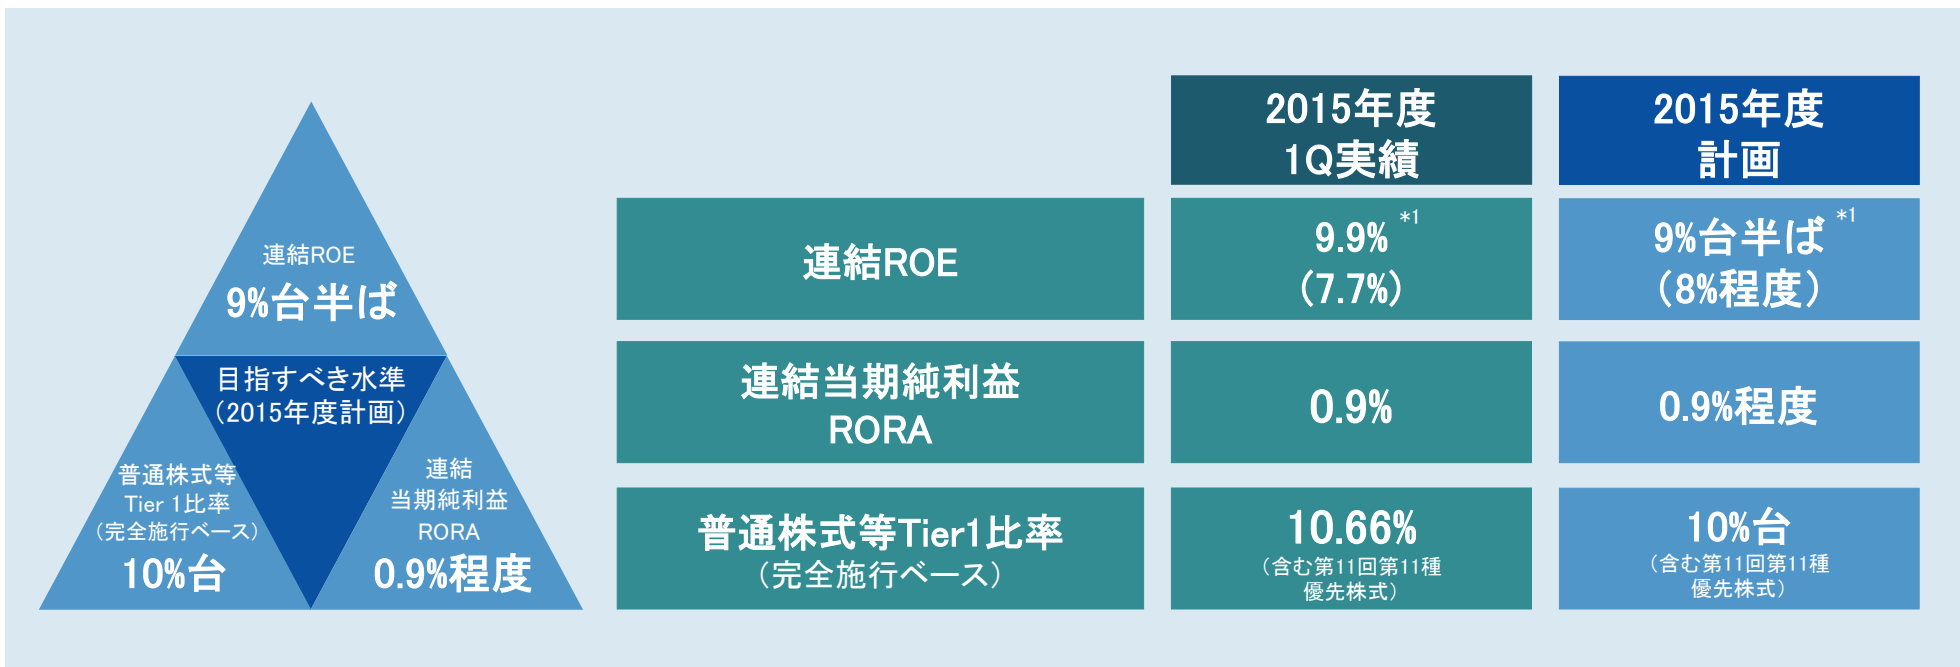 連結ROE
9%台半ば
目指すべき水準
(2015年度計画)
普通株式等
Tier 1比率
(完全施行ベース)
10%台
連結
当期純利益
RORA
0.9%程度
2015年度
1Q実績
2015年度
計画
連結ROE
9.9% *1
(7.7%)
9%台半ば *1
(8%程度)
連結当期純利益
RORA
0.9%
0.9%程度
普通株式等Tier1比率
(完全施行ベース)
10.66%
(含む第11回第11種
優先株式)
10%台
(含む第11回第11種
優先株式)